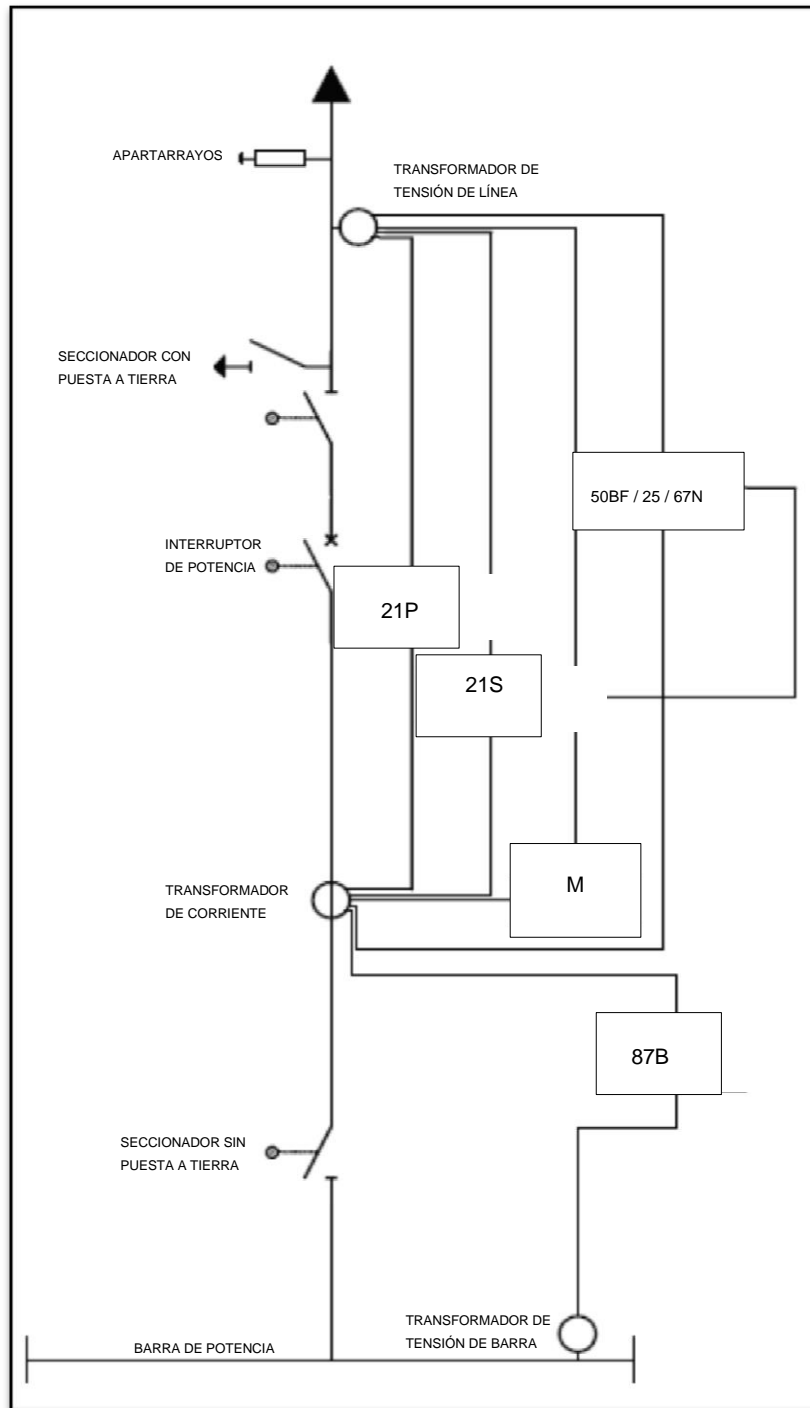 APARTARRAYOS
TRANSFORMADOR DE
TENSIÓN DE LÍNEA
SECCIONADOR CON
PUESTA A TIERRA
50BF / 25 / 67N
INTERRUPTOR
DE POTENCIA
21P
21S
M
TRANSFORMADOR
DE CORRIENTE
87B
SECCIONADOR SIN
PUESTA A TIERRA
TRANSFORMADOR DE
TENSIÓN DE BARRA
BARRA DE POTENCIA